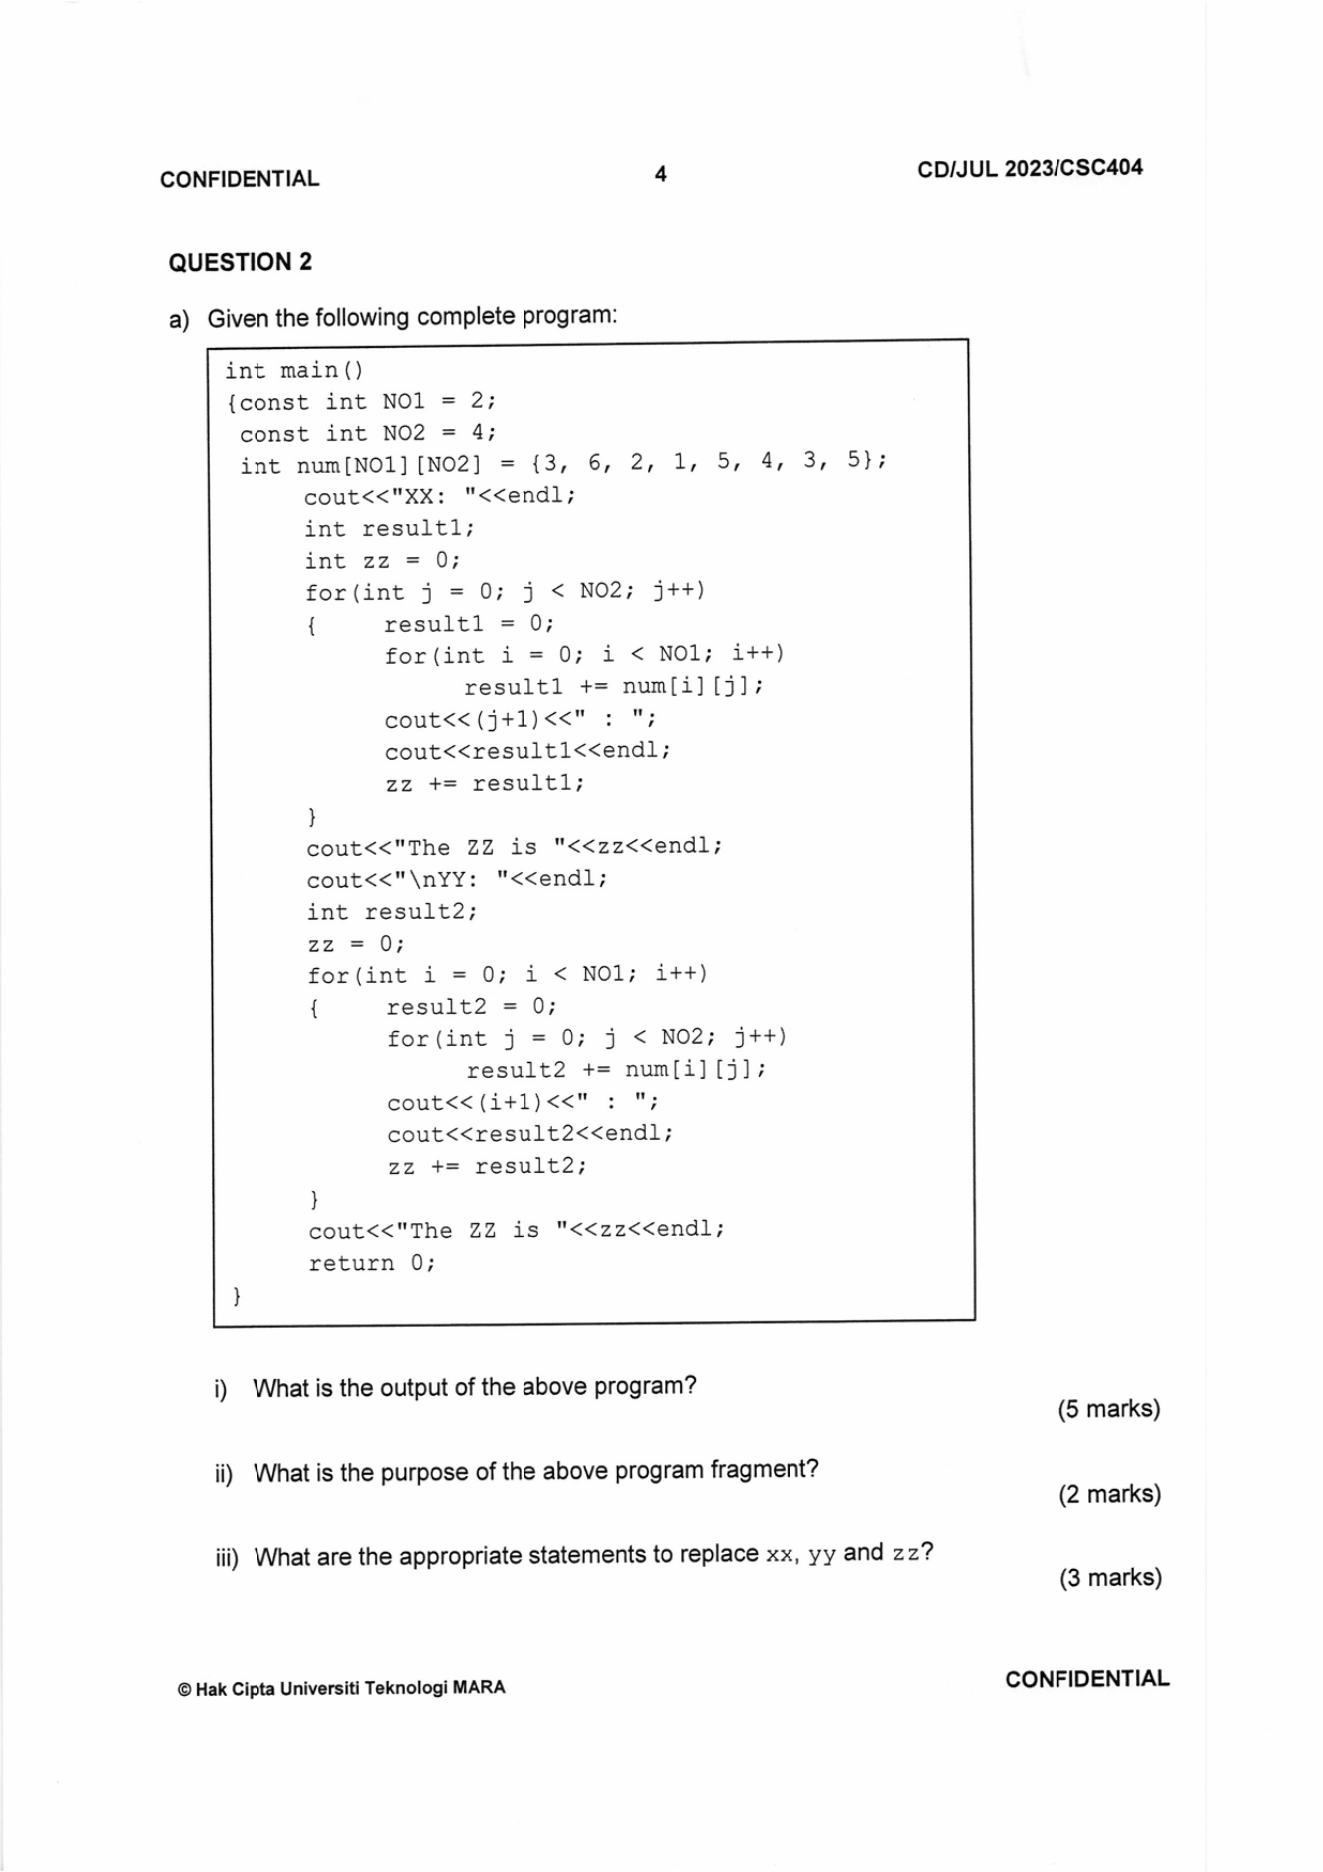 CONFIDENTIAL 4 CD/JUL 2023/CSC404
QUESTION 2
a) Given the following complete program:
int main()
{const int NO1 = 2;
const int NO2 = 4;
int num[NO1][NO2] = {3, 6, 2, 1, 5, 4, 3, 5};
cout<<"XX: "<<endl;
int result1;
int zz = 0;
for(int j = 0; j < NO2; j++)
{ result1 = 0;
for(int i = 0; i < NO1; i++)
result1 += num[i][j];
cout<<(j+1)<<" : ";
cout<<result1<<endl;
zz += result1;
}
cout<<"The ZZ is "<<zz<<endl;
cout<<"\nYY: "<<endl;
int result2;
zz = 0;
for(int i = 0; i < NO1; i++)
{ result2 = 0;
for(int j = 0; j < NO2; j++)
result2 += num[i][j];
cout<<(i+1)<<" : ";
cout<<result2<<endl;
zz += result2;
}
cout<<"The ZZ is "<<zz<<endl;
return 0;
}
i) What is the output of the above program?
(5 marks)
ii) What is the purpose of the above program fragment?
(2 marks)
iii) What are the appropriate statements to replace xx, yy and zz?
(3 marks)
© Hak Cipta Universiti Teknologi MARA CONFIDENTIAL